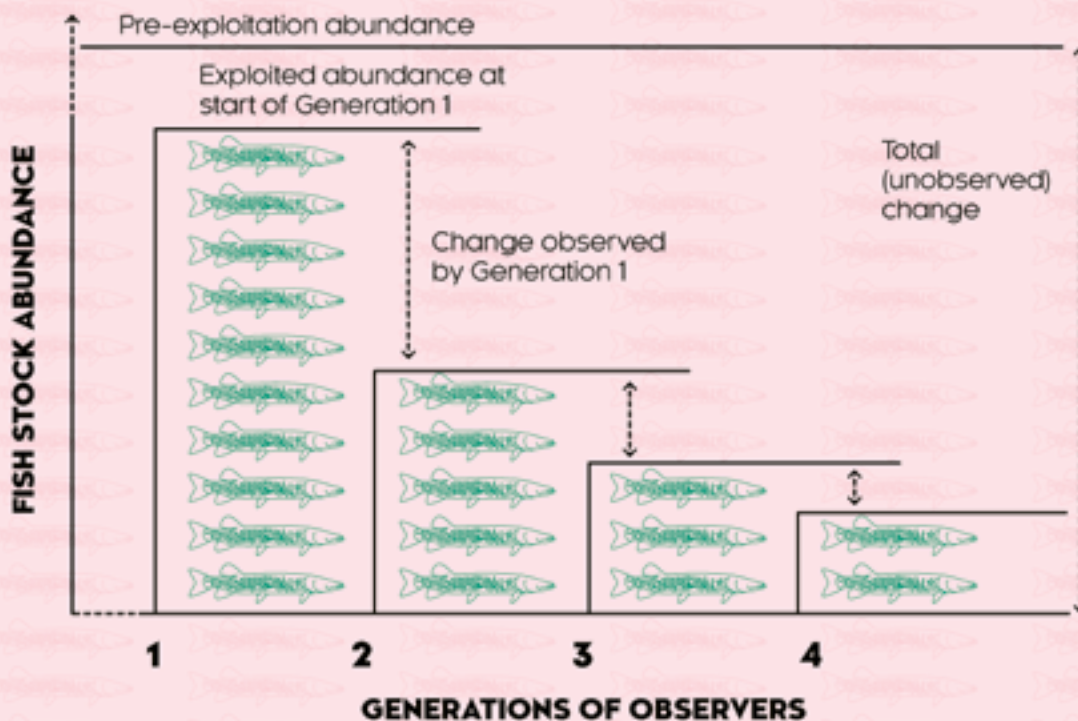 Pre-exploitation abundance
Exploited abundance at
start of Generation 1
Total
(unobserved)
change
Change observed
by Generation 1
FISH STOCK ABUNDANCE
1 2 3 4
GENERATIONS OF OBSERVERS